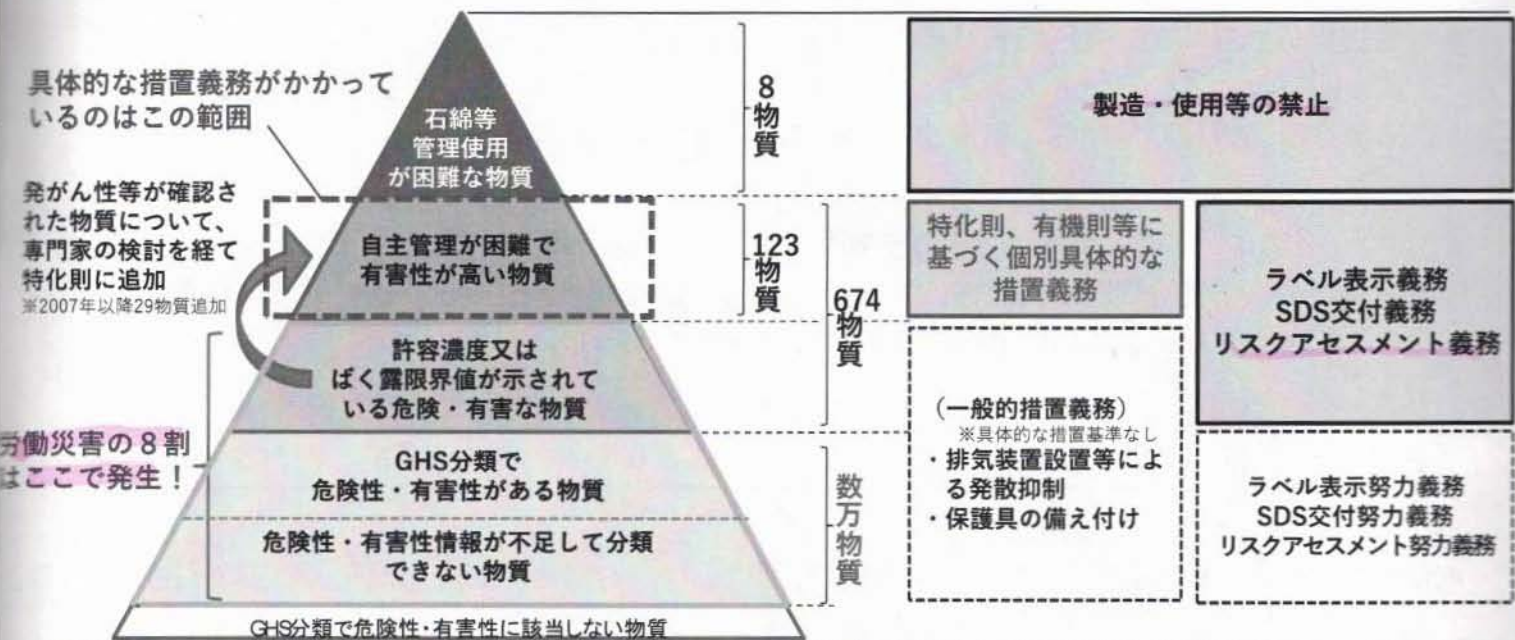 具体的な措置義務がかかって
いるのはこの範囲
発がん性等が確認さ
れた物質について、
専門家の検討を経て
特化則に追加
※2007年以降29物質追加
労働災害の8割
はここで発生！
石綿等
管理使用
が困難な物質
自主管理が困難で
有害性が高い物質
許容濃度又は
ばく露限界値が示されて
いる危険・有害な物質
GHS分類で
危険性・有害性がある物質
危険性・有害性情報が不足して分類
できない物質
GHS分類で危険性・有害性に該当しない物質
8
物
質
123
物
質
674
物
質
数
万
物
質
製造・使用等の禁止
特化則、有機則等に
基づく個別具体的な
措置義務
（一般的措置義務）
※具体的な措置基準なし
・排気装置設置等によ
る発散抑制
・保護具の備え付け
ラベル表示義務
SDS交付義務
リスクアセスメント義務
ラベル表示努力義務
SDS交付努力義務
リスクアセスメント努力義務